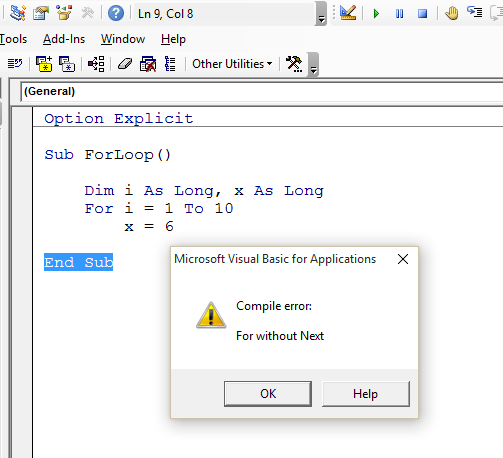 Ln 9, Col 8
Tools Add-Ins Window Help
Other Utilities
(General)
Option Explicit
Sub ForLoop()
Dim i As Long, x As Long
For i = 1 To 10
x = 6
End Sub
Microsoft Visual Basic for Applications
Compile error:
For without Next
OK Help